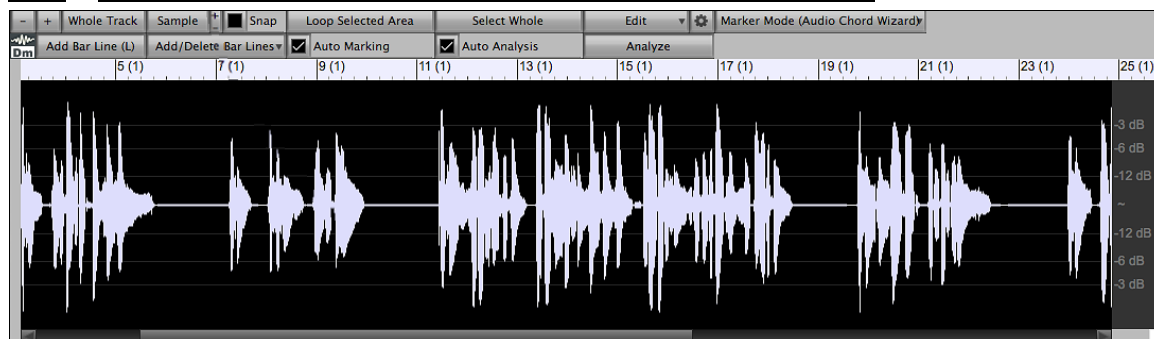 - + Whole Track Sample + - Snap Loop Selected Area Select Whole Edit Marker Mode (Audio Chord Wizard)
Dm Add Bar Line (L) Add/Delete Bar Lines Auto Marking Auto Analysis Analyze
5 (1) 7 (1) 9 (1) 11 (1) 13 (1) 15 (1) 17 (1) 19 (1) 21 (1) 23 (1) 25 (1)
-3 dB
-6 dB
-12 dB
~
-12 dB
-6 dB
-3 dB